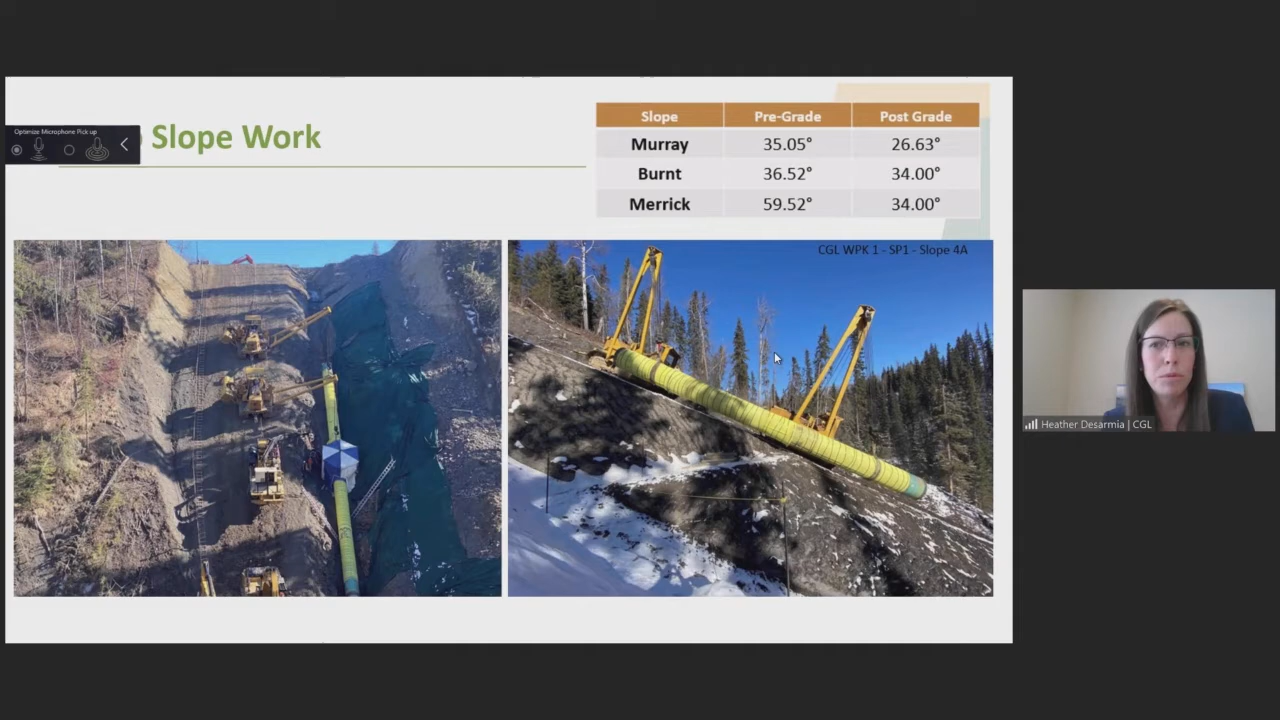 Optimize Microphone Pick up
Slope Work
Slope Pre-Grade Post Grade
Murray 35.05° 26.63°
Burnt 36.52° 34.00°
Merrick 59.52° 34.00°
CGL WPK 1 - SP1 - Slope 4A
Heather Desarmia | CGL